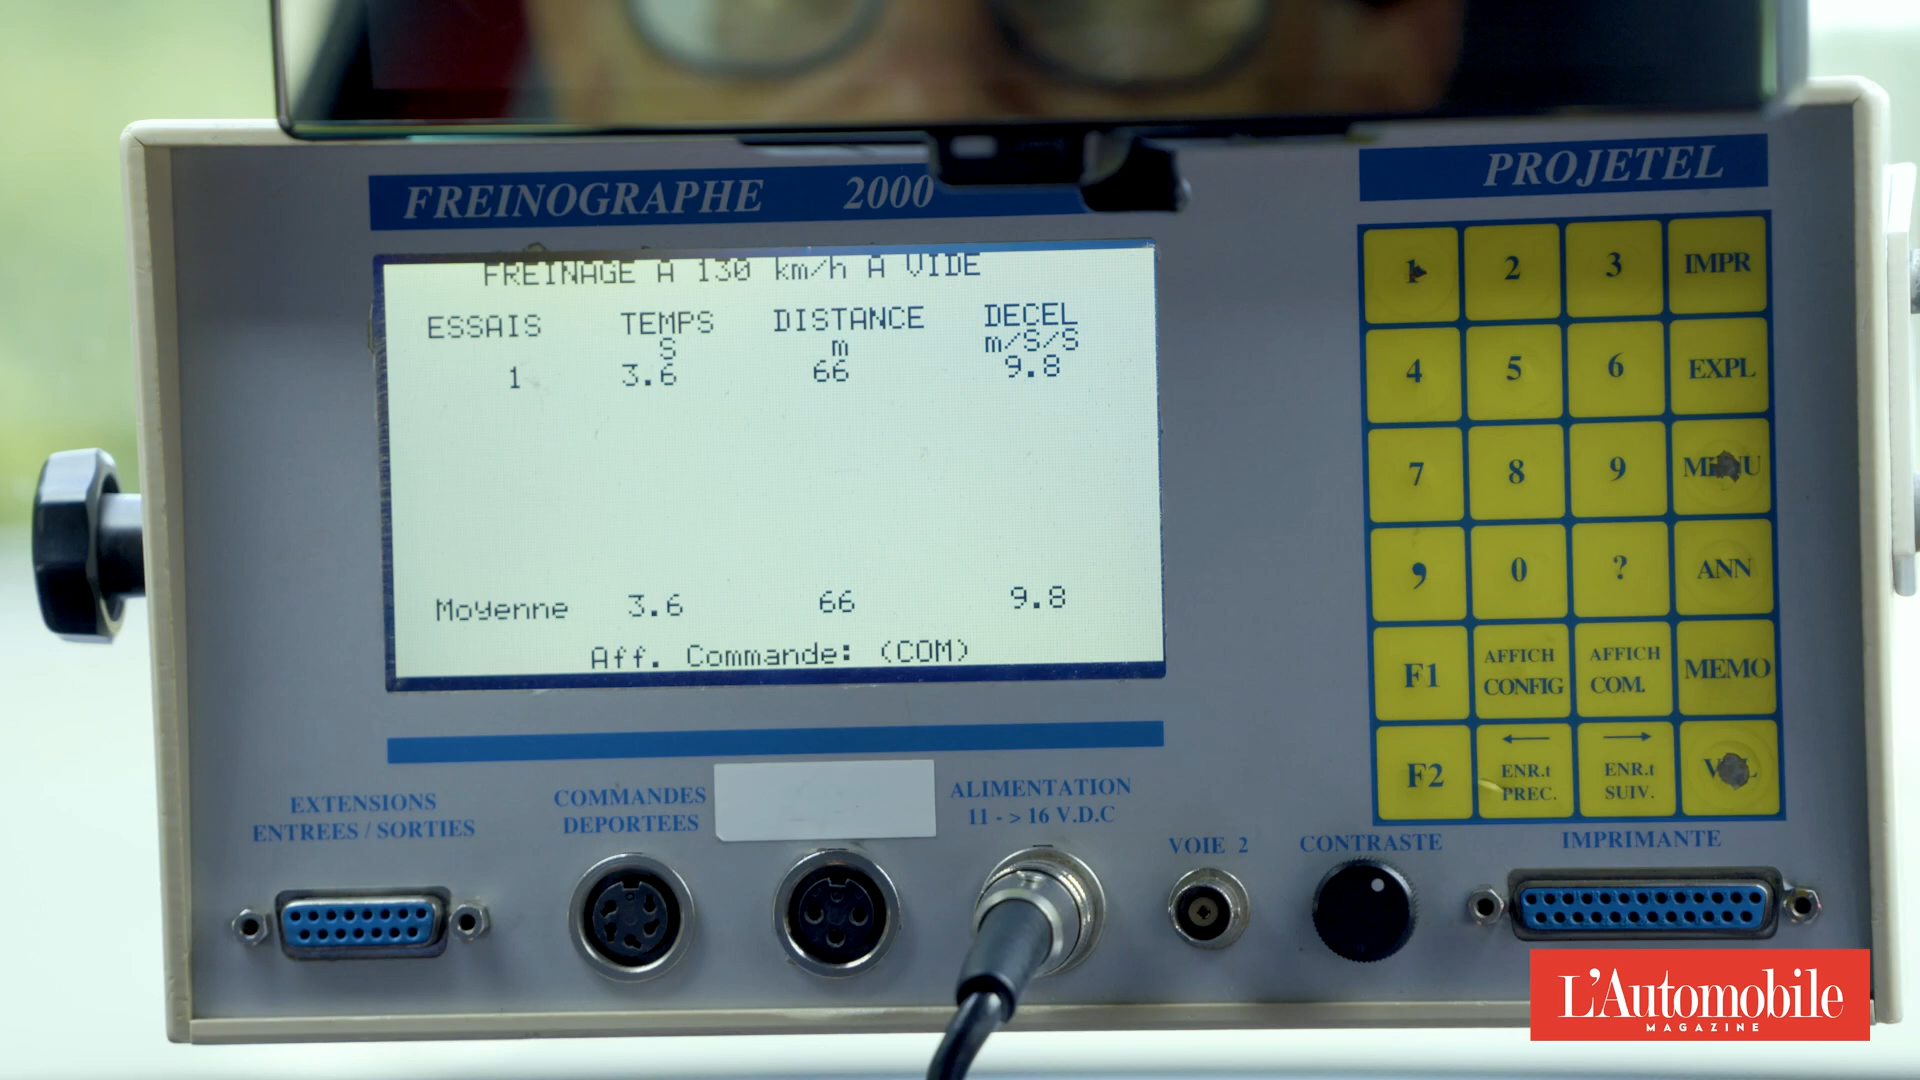 FREINOGRAPHE 2000
PROJETEL
FREINAGE A 130 km/h A VIDE
ESSAIS TEMPS DISTANCE DECEL
S m m/S/S
1 3.6 66 9.8
Moyenne 3.6 66 9.8
Aff. Commande: (COM)
1 2 3 IMPR
4 5 6 EXPL
7 8 9 MENU
, 0 ? ANN
F1 AFFICH CONFIG AFFICH COM. MEMO
F2 ← ENR.t PREC. → ENR.t SUIV.
EXTENSIONS
ENTREES / SORTIES
COMMANDES
DEPORTEES
ALIMENTATION
11 - > 16 V.D.C
VOIE 2
CONTRASTE
IMPRIMANTE
L'Automobile
MAGAZINE